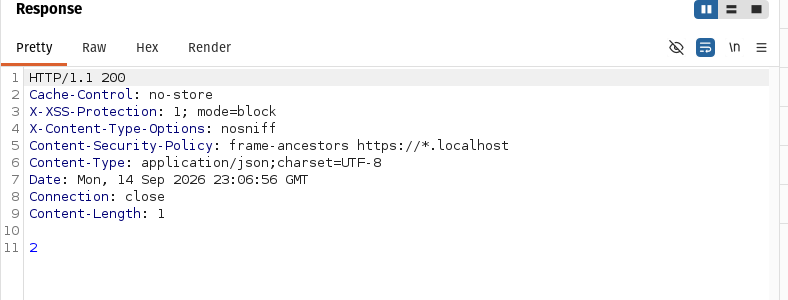 Response
Pretty Raw Hex Render \n
1 HTTP/1.1 200
2 Cache-Control: no-store
3 X-XSS-Protection: 1; mode=block
4 X-Content-Type-Options: nosniff
5 Content-Security-Policy: frame-ancestors https://*.localhost
6 Content-Type: application/json;charset=UTF-8
7 Date: Mon, 14 Sep 2026 23:06:56 GMT
8 Connection: close
9 Content-Length: 1
10
11 2